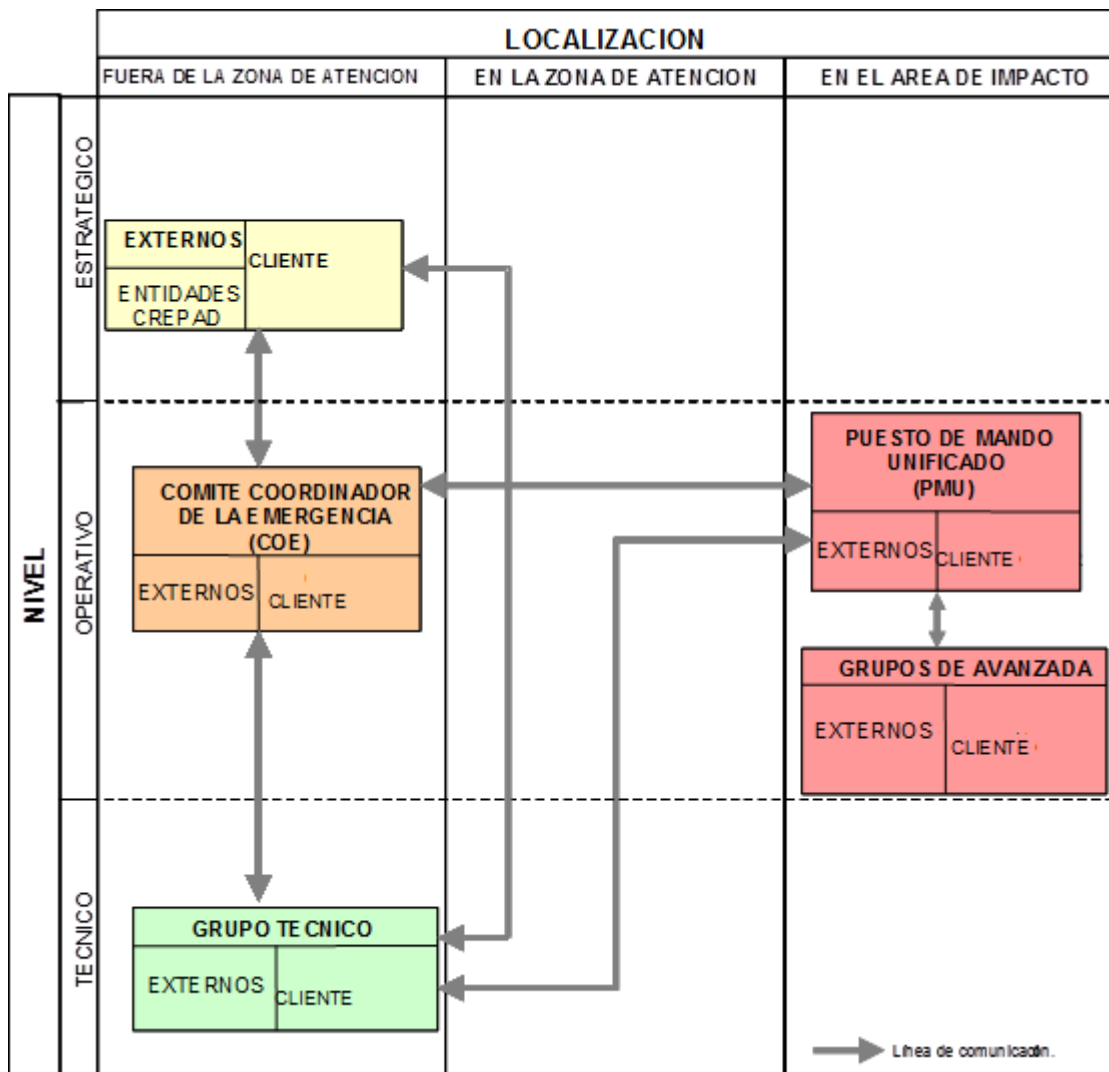 LOCALIZACION
FUERA DE LA ZONA DE ATENCION
EN LA ZONA DE ATENCION
EN EL AREA DE IMPACTO
NIVEL
ESTRATEGICO
EXTERNOS
CLIENTE
ENTIDADES
CREPAD
OPERATIVO
COMITE COORDINADOR
DE LA EMERGENCIA
(COE)
EXTERNOS
CLIENTE
PUESTO DE MANDO
UNIFICADO
(PMU)
EXTERNOS
CLIENTE
GRUPOS DE AVANZADA
EXTERNOS
CLIENTE
TECNICO
GRUPO TECNICO
EXTERNOS
CLIENTE
Línea de comunicación.